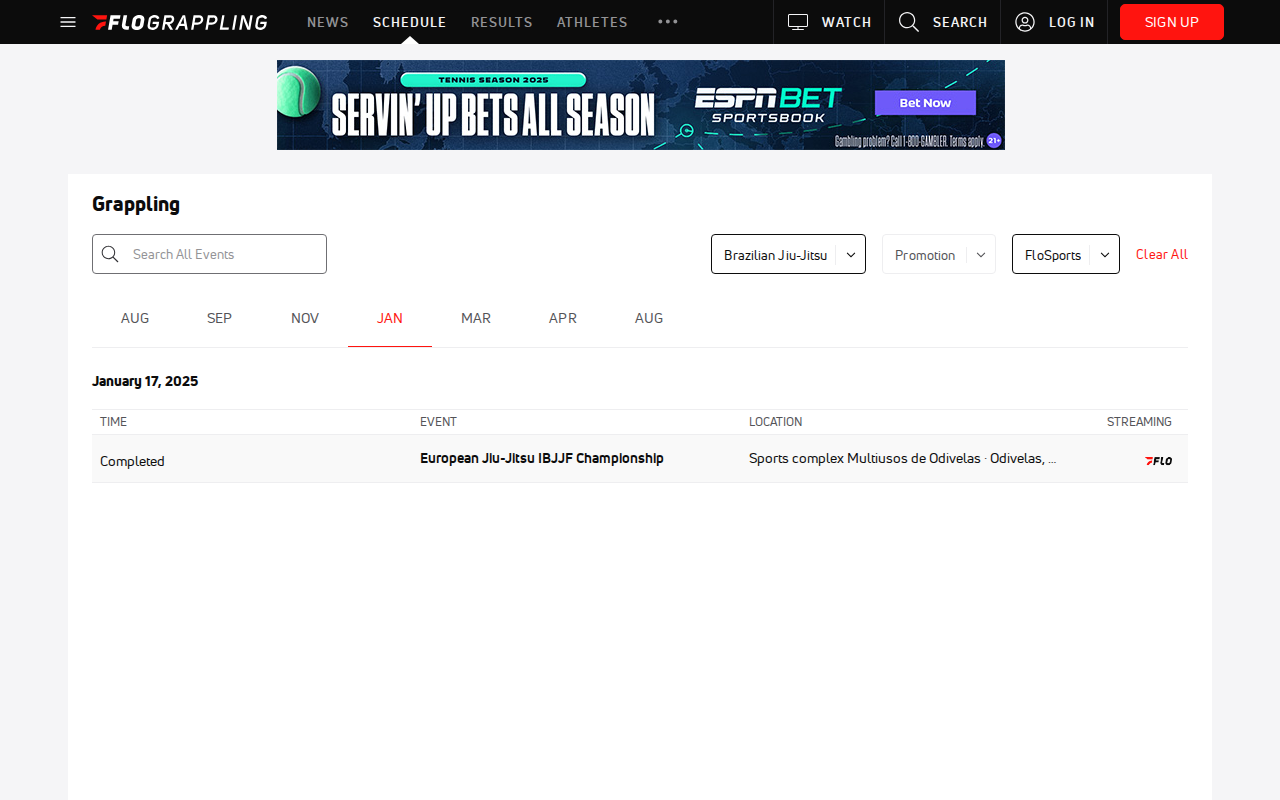 FLOGRAPPLING NEWS SCHEDULE RESULTS ATHLETES ••• WATCH SEARCH LOG IN SIGN UP
TENNIS SEASON 2025
SERVIN' UP BETS ALL SEASON
ESPN BET
SPORTSBOOK
Bet Now
Gambling problem? Call 1-800-GAMBLER. Terms apply. 21+
Grappling
Search All Events Brazilian Jiu-Jitsu Promotion FloSports Clear All
AUG SEP NOV JAN MAR APR AUG
January 17, 2025
TIME EVENT LOCATION STREAMING
Completed European Jiu-Jitsu IBJJF Championship Sports complex Multiusos de Odivelas · Odivelas, ... FLO